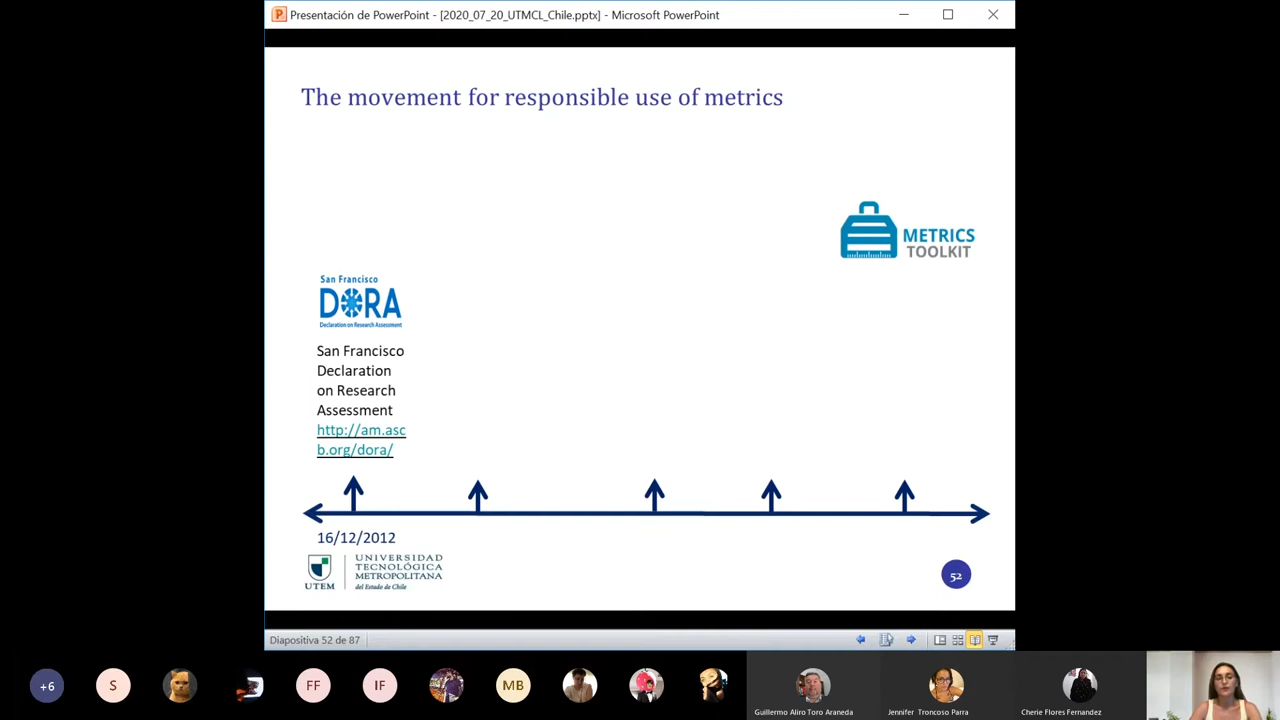 Presentación de PowerPoint - [2020_07_20_UTMCL_Chile.pptx] - Microsoft PowerPoint
The movement for responsible use of metrics
METRICS
TOOLKIT
San Francisco
DORA
Declaration on Research Assessment
San Francisco
Declaration
on Research
Assessment
http://am.asc
b.org/dora/
16/12/2012
UTEM
UNIVERSIDAD
TECNOLÓGICA
METROPOLITANA
del Estado de Chile
52
Diapositiva 52 de 87
+6
S
FF
IF
MB
Guillermo Aliro Toro Araneda
Jennifer Troncoso Parra
Cherie Flores Fernandez